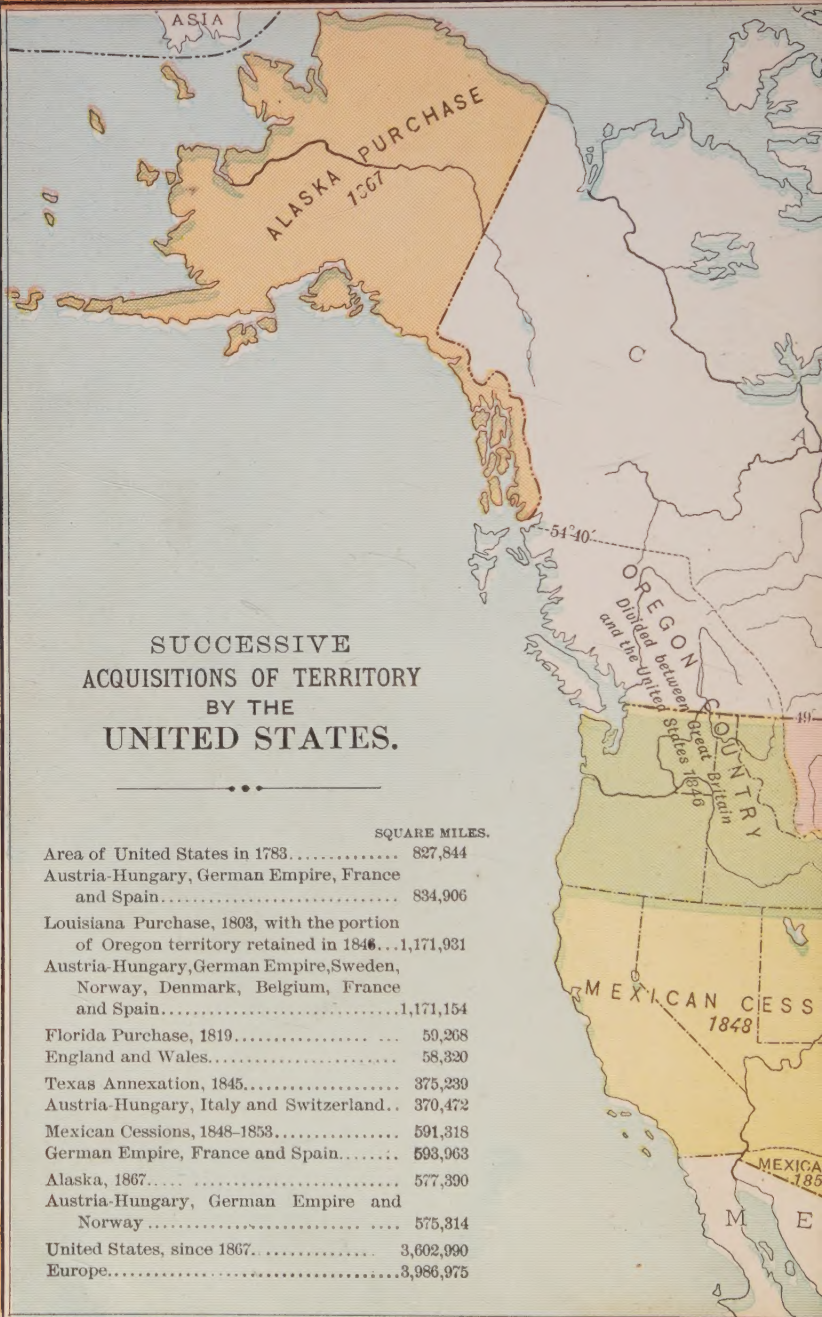 ASIA
ALASKA PURCHASE
1867
C
A
54°40′
OREGON COUNTRY
Divided between Great Britain
and the United States 1846
49
SUCCESSIVE
ACQUISITIONS OF TERRITORY
BY THE
UNITED STATES.
SQUARE MILES.
Area of United States in 1783.............. 827,844
Austria-Hungary, German Empire, France
and Spain.............................. 834,906
Louisiana Purchase, 1803, with the portion
of Oregon territory retained in 1846...1,171,931
Austria-Hungary,German Empire,Sweden,
Norway, Denmark, Belgium, France
and Spain..............................1,171,154
Florida Purchase, 1819................. ... 59,268
England and Wales....................... 58,320
Texas Annexation, 1845.................... 375,239
Austria-Hungary, Italy and Switzerland.. 370,472
Mexican Cessions, 1848-1853................ 591,318
German Empire, France and Spain........ 593,963
Alaska, 1867..... .......................... 577,390
Austria-Hungary, German Empire and
Norway .......................... .... 575,314
United States, since 1867............... 3,602,990
Europe.....................................3,986,975
MEXICAN CESS
1848
MEXICA
185
M E